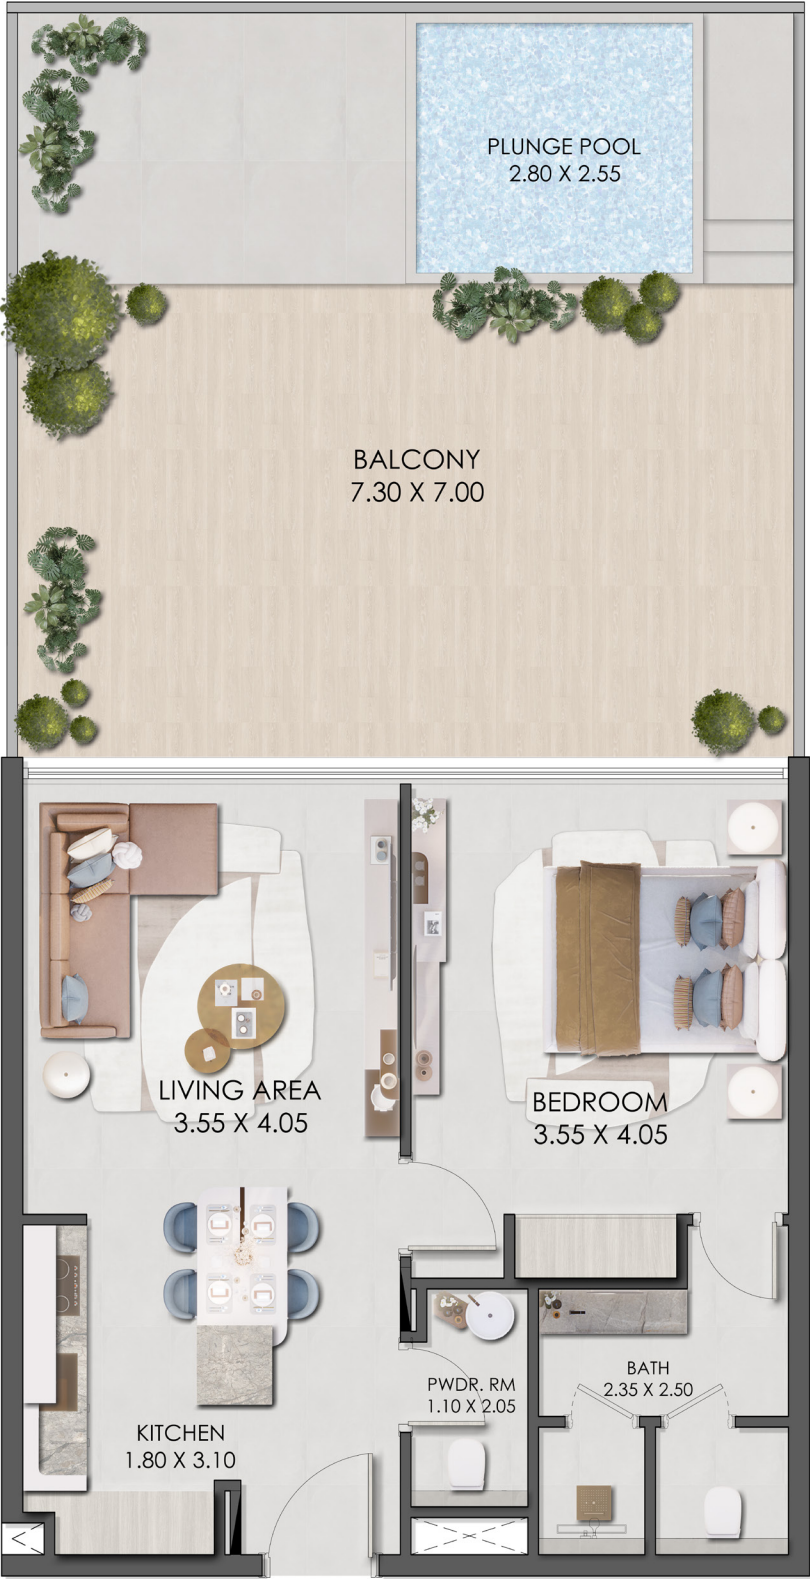 PLUNGE POOL
2.80 X 2.55
BALCONY
7.30 X 7.00
LIVING AREA
3.55 X 4.05
BEDROOM
3.55 X 4.05
BATH
2.35 X 2.50
PWDR. RM
1.10 X 2.05
KITCHEN
1.80 X 3.10